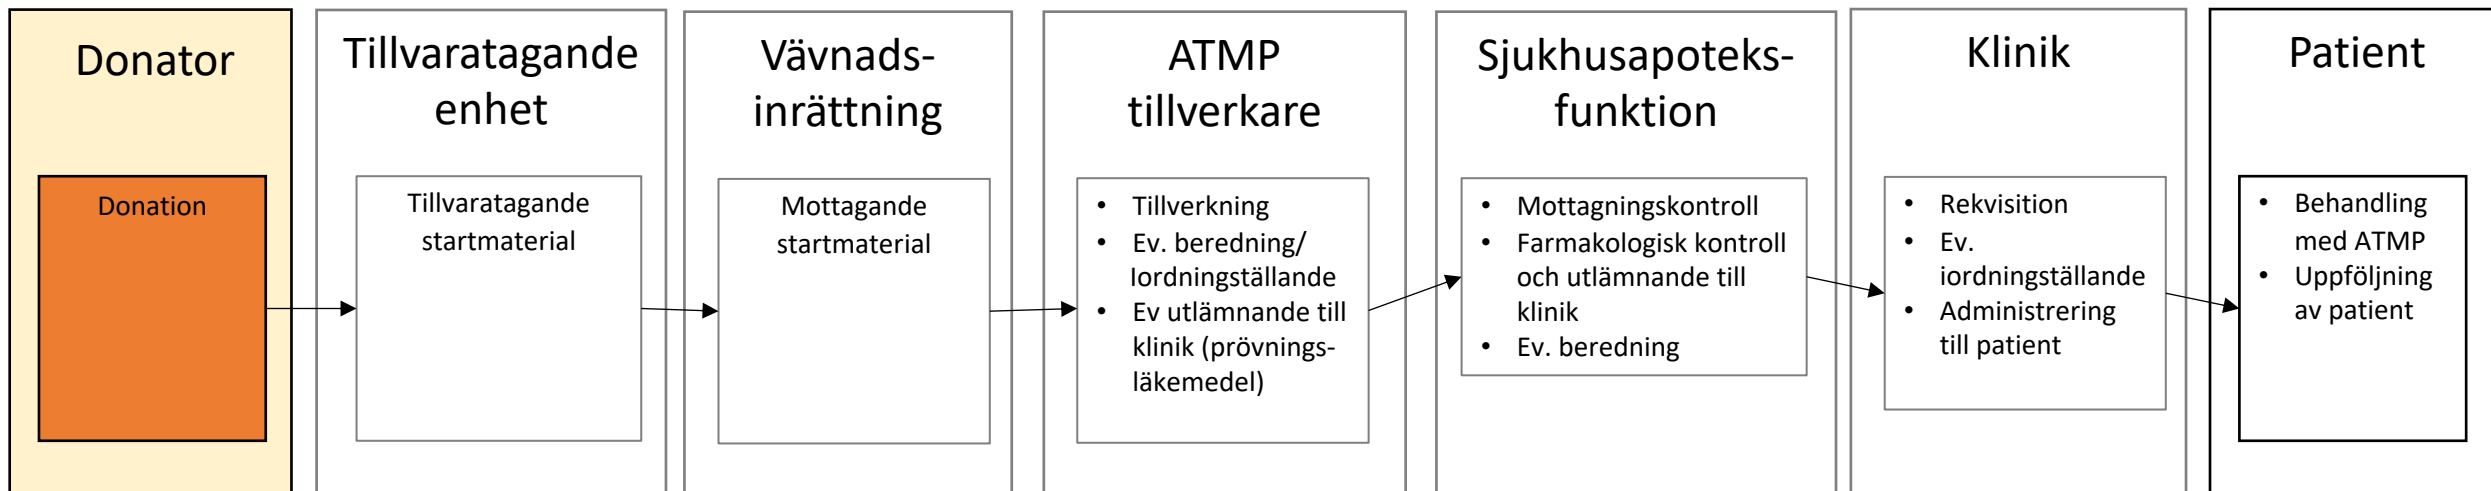 Donator
Donation
Tillvaratagande
enhet
Tillvaratagande
startmaterial
Vävnads-
inrättning
Mottagande
startmaterial
ATMP
tillverkare
• Tillverkning
• Ev. beredning/
Iordningställande
• Ev utlämnande till
klinik (prövnings-
läkemedel)
Sjukhusapoteks-
funktion
• Mottagningskontroll
• Farmakologisk kontroll
och utlämnande till
klinik
• Ev. beredning
Klinik
• Rekvisition
• Ev.
iordningställande
• Administrering
till patient
Patient
• Behandling
med ATMP
• Uppföljning
av patient